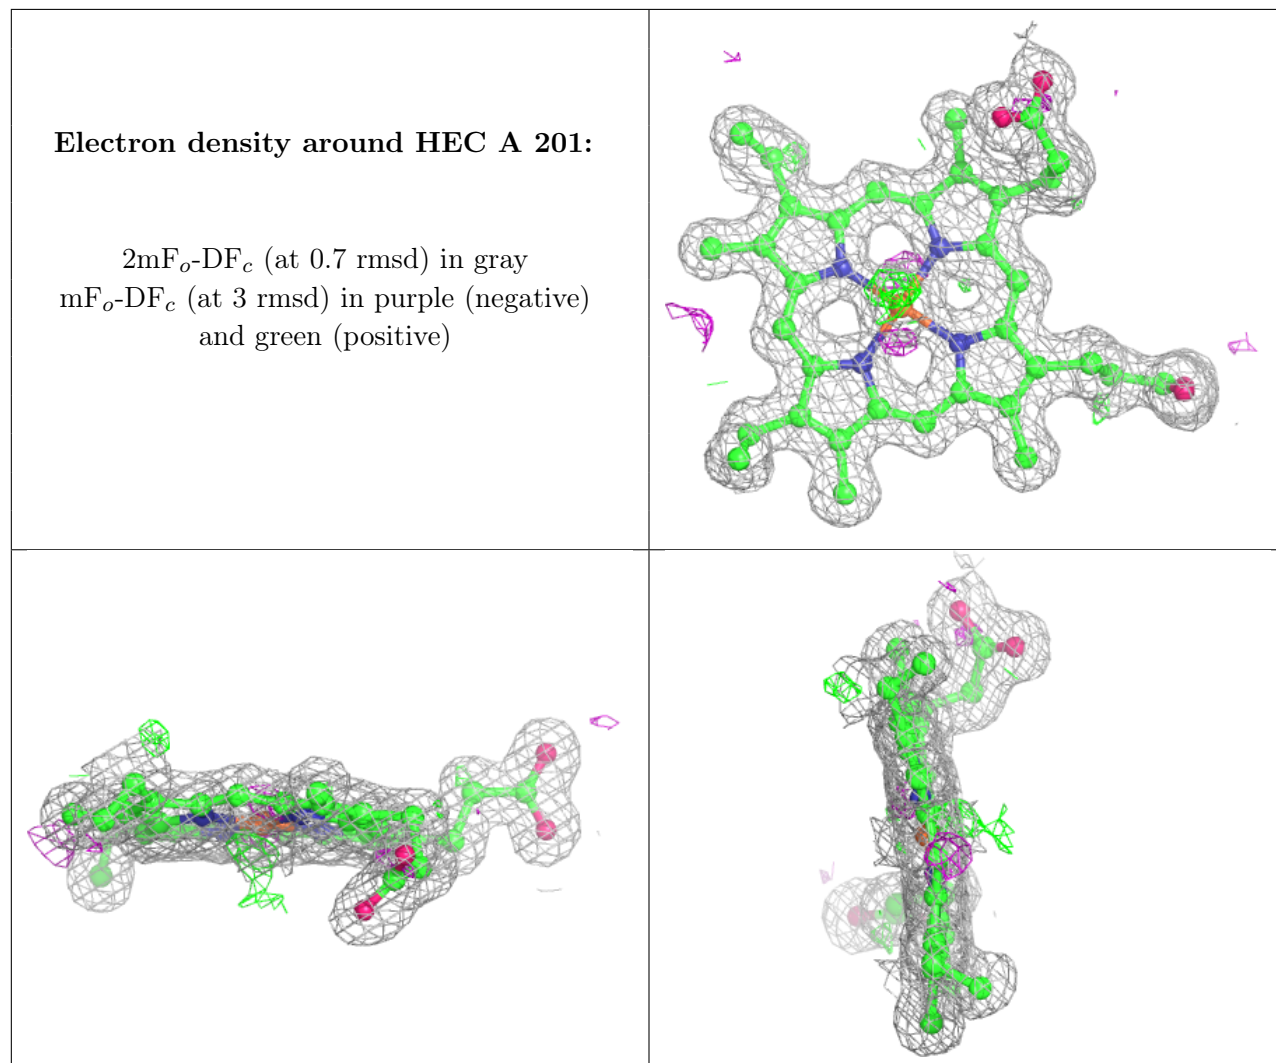 Electron density around HEC A 201:
2mFo-DFc (at 0.7 rmsd) in gray
mFo-DFc (at 3 rmsd) in purple (negative)
and green (positive)